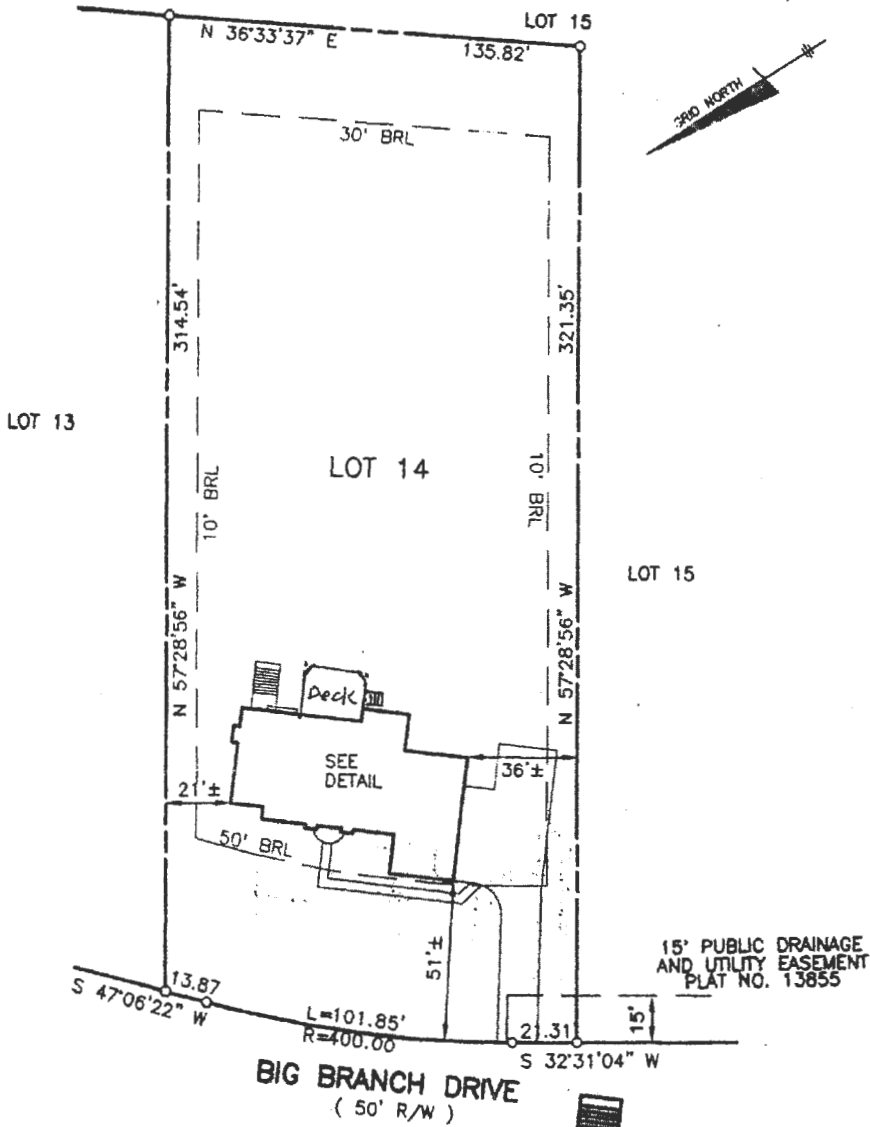 LOT 15
N 36°33'37" E
135.82'
GRID NORTH
30' BRL
314.54'
321.35'
LOT 13
LOT 14
10' BRL
10' BRL
LOT 15
N 57°28'56" W
N 57°28'56" W
Deck
SEE
DETAIL
36'±
21'±
50' BRL
51'±
15' PUBLIC DRAINAGE
AND UTILITY EASEMENT
PLAT NO. 13855
15'
13.87
S 47°06'22" W
L=101.85'
R=400.00
21.31
S 32°31'04" W
BIG BRANCH DRIVE
( 50' R/W )